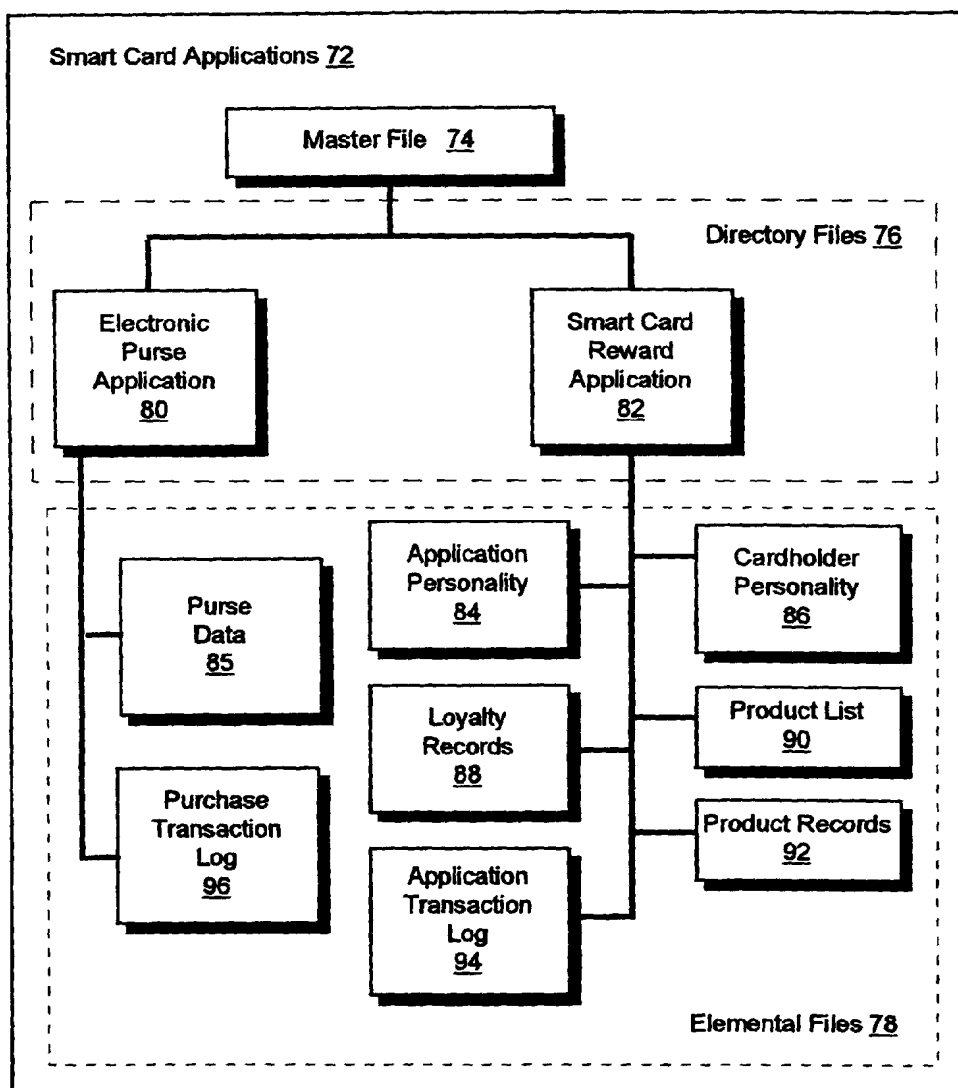 Smart Card Applications 72
Master File 74
Directory Files 76
Electronic
Purse
Application
80
Smart Card
Reward
Application
82
Purse
Data
85
Application
Personality
84
Cardholder
Personality
86
Loyalty
Records
88
Product List
90
Purchase
Transaction
Log
96
Product Records
92
Application
Transaction
Log
94
Elemental Files 78